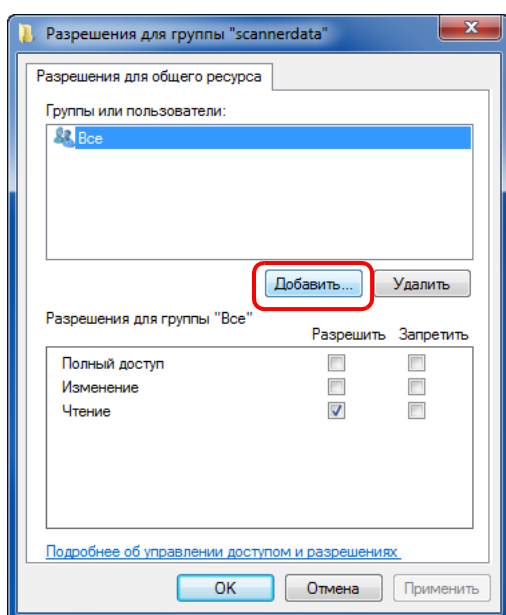 Разрешения для группы "scannerdata"
Разрешения для общего ресурса
Группы или пользователи:
Все
Добавить... Удалить
Разрешения для группы "Все"
Разрешить Запретить
Полный доступ
Изменение
Чтение
Подробнее об управлении доступом и разрешениях
OK Отмена Применить